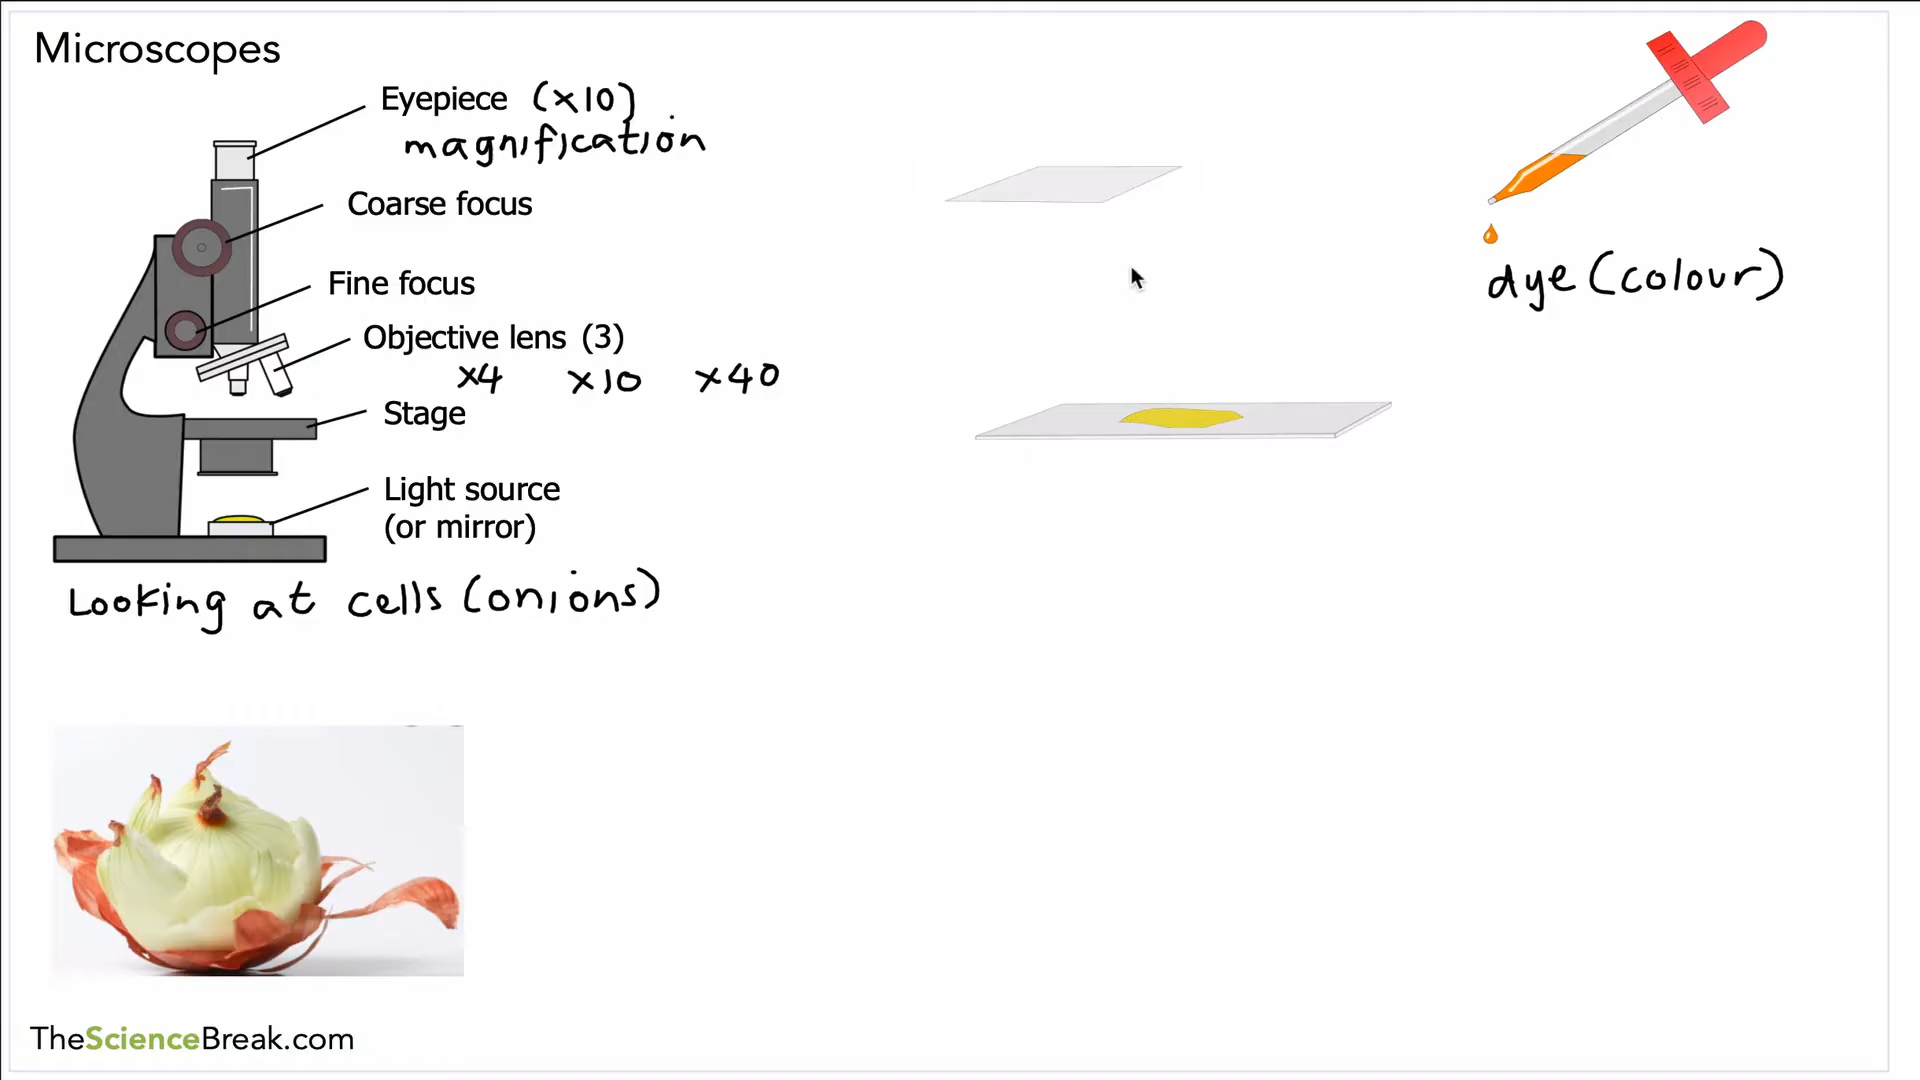 Microscopes
Eyepiece (x10)
magnification
Coarse focus
Fine focus
Objective lens (3)
x4 x10 x40
Stage
Light source
(or mirror)
Looking at cells (onions)
dye (colour)
TheScienceBreak.com